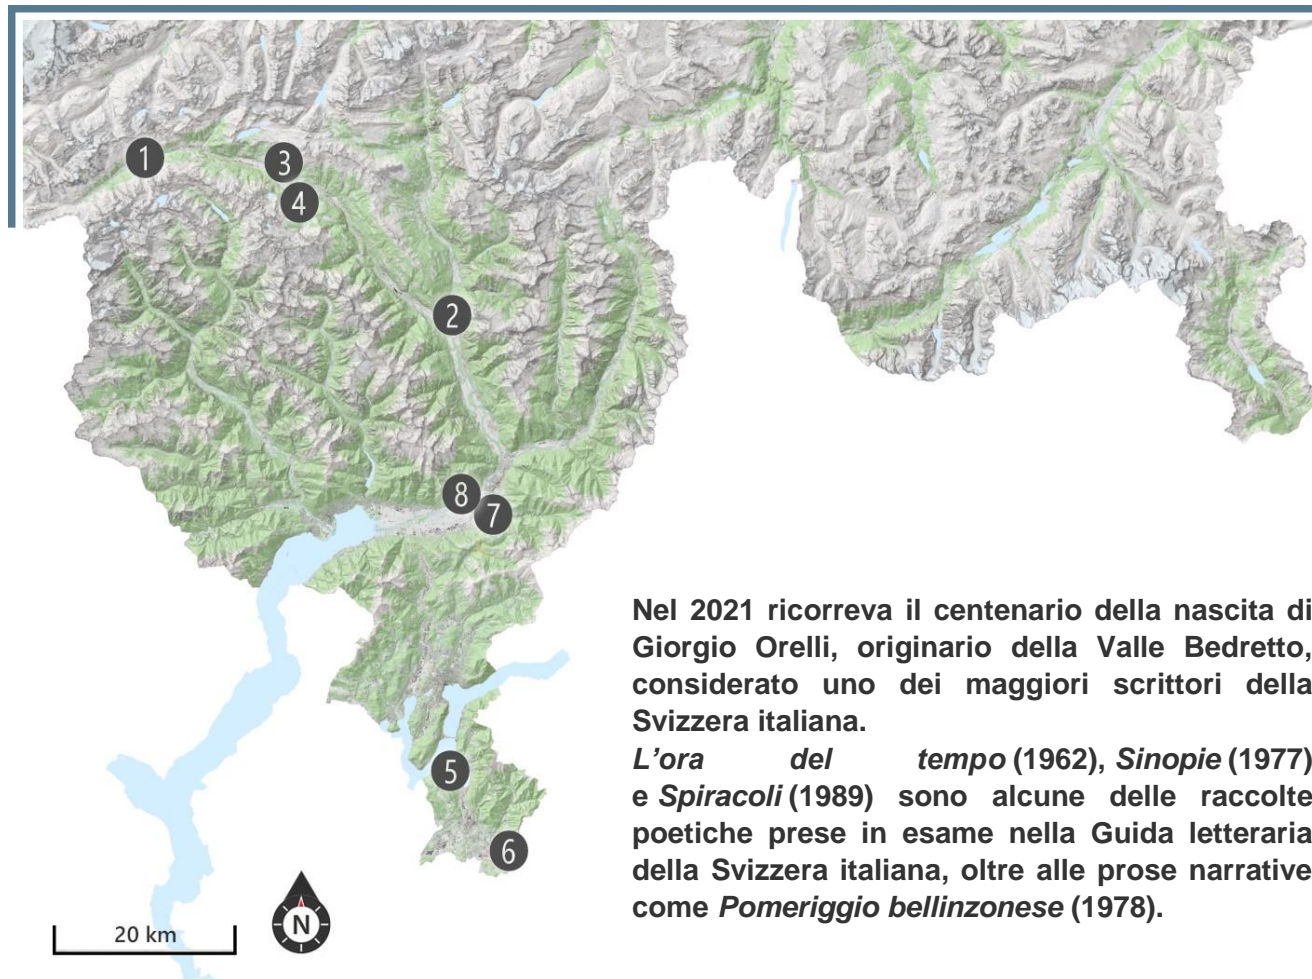 1
3
4
2
8
7
5
6
N
20 km
Nel 2021 ricorreva il centenario della nascita di
Giorgio Orelli, originario della Valle Bedretto,
considerato uno dei maggiori scrittori della
Svizzera italiana.
L’ora del tempo (1962), Sinopie (1977)
e Spiracoli (1989) sono alcune delle raccolte
poetiche prese in esame nella Guida letteraria
della Svizzera italiana, oltre alle prose narrative
come Pomeriggio bellinzonese (1978).